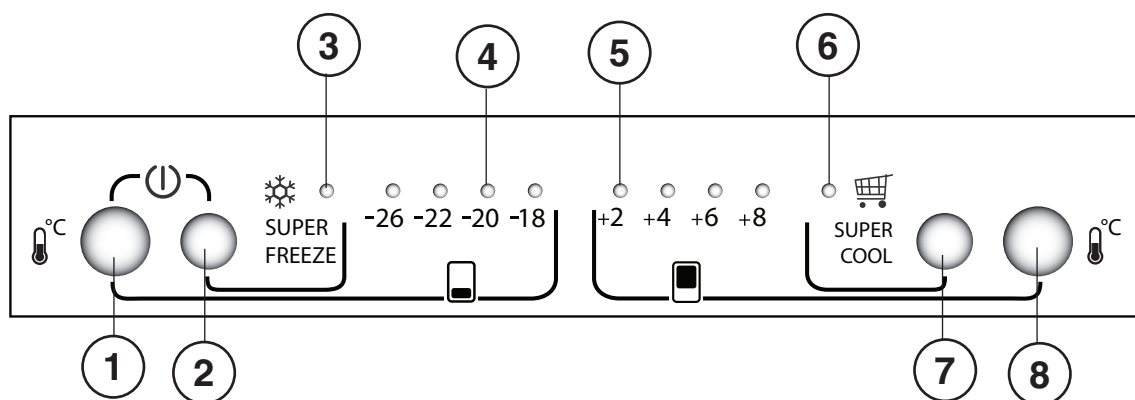 3 4 5 6
°C °C
-26 -22 -20 -18 +2 +4 +6 +8
SUPER FREEZE
SUPER COOL
1 2 7 8